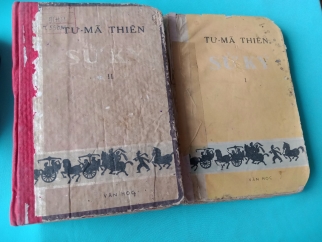 TƯ-MÃ THIÊN
SỬ KÝ
II
VĂN HỌC
TƯ-MÃ THIÊN
SỬ KÝ
I
VĂN HỌC